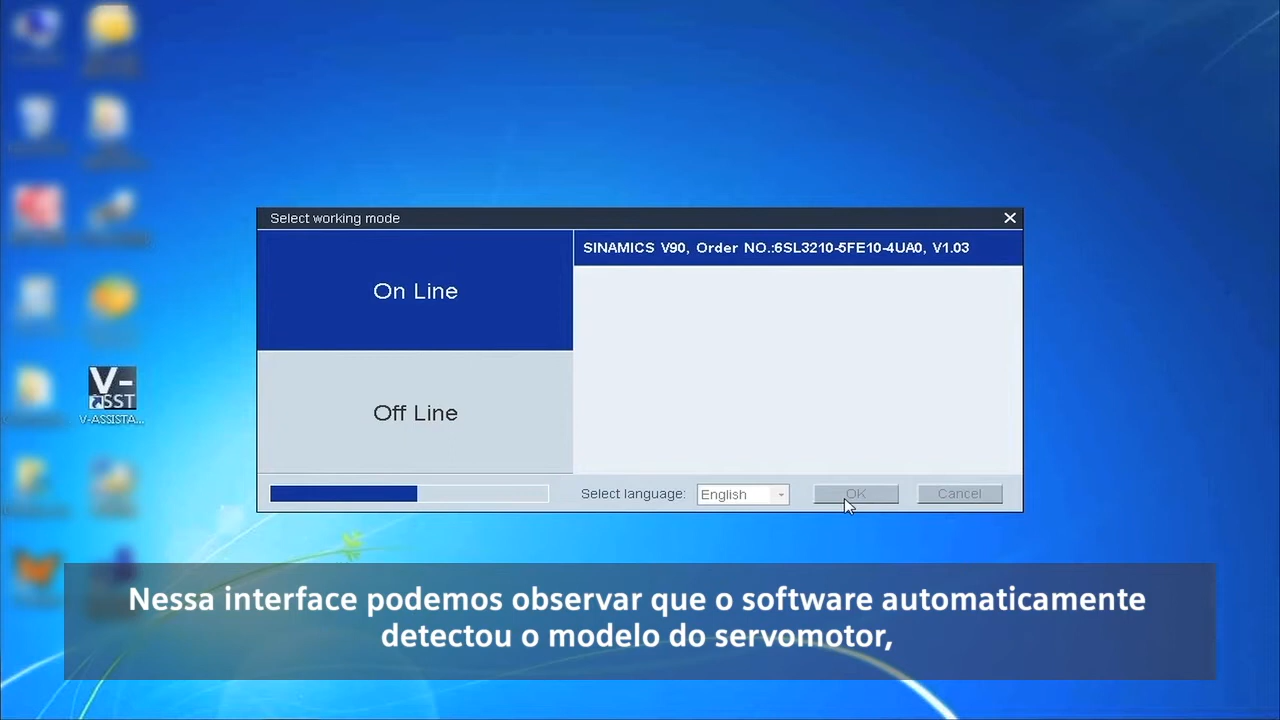 Select working mode
On Line
SINAMICS V90, Order NO.:6SL3210-5FE10-4UA0, V1.03
Off Line
V-ASSIST
V-ASSISTA...
Select language:
English
OK
Cancel
Nessa interface podemos observar que o software automaticamente
detectou o modelo do servomotor,